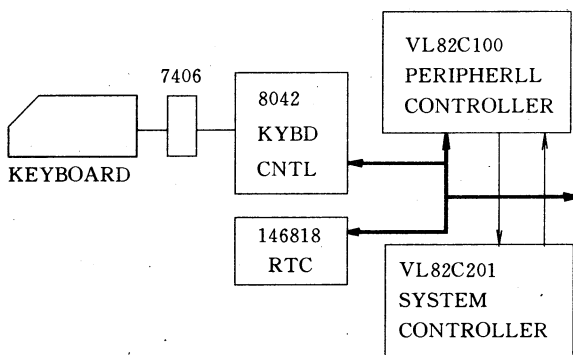 VL82C100
PERIPHERLL
CONTROLLER
7406
8042
KYBD
CNTL
KEYBOARD
146818
RTC
VL82C201
SYSTEM
CONTROLLER